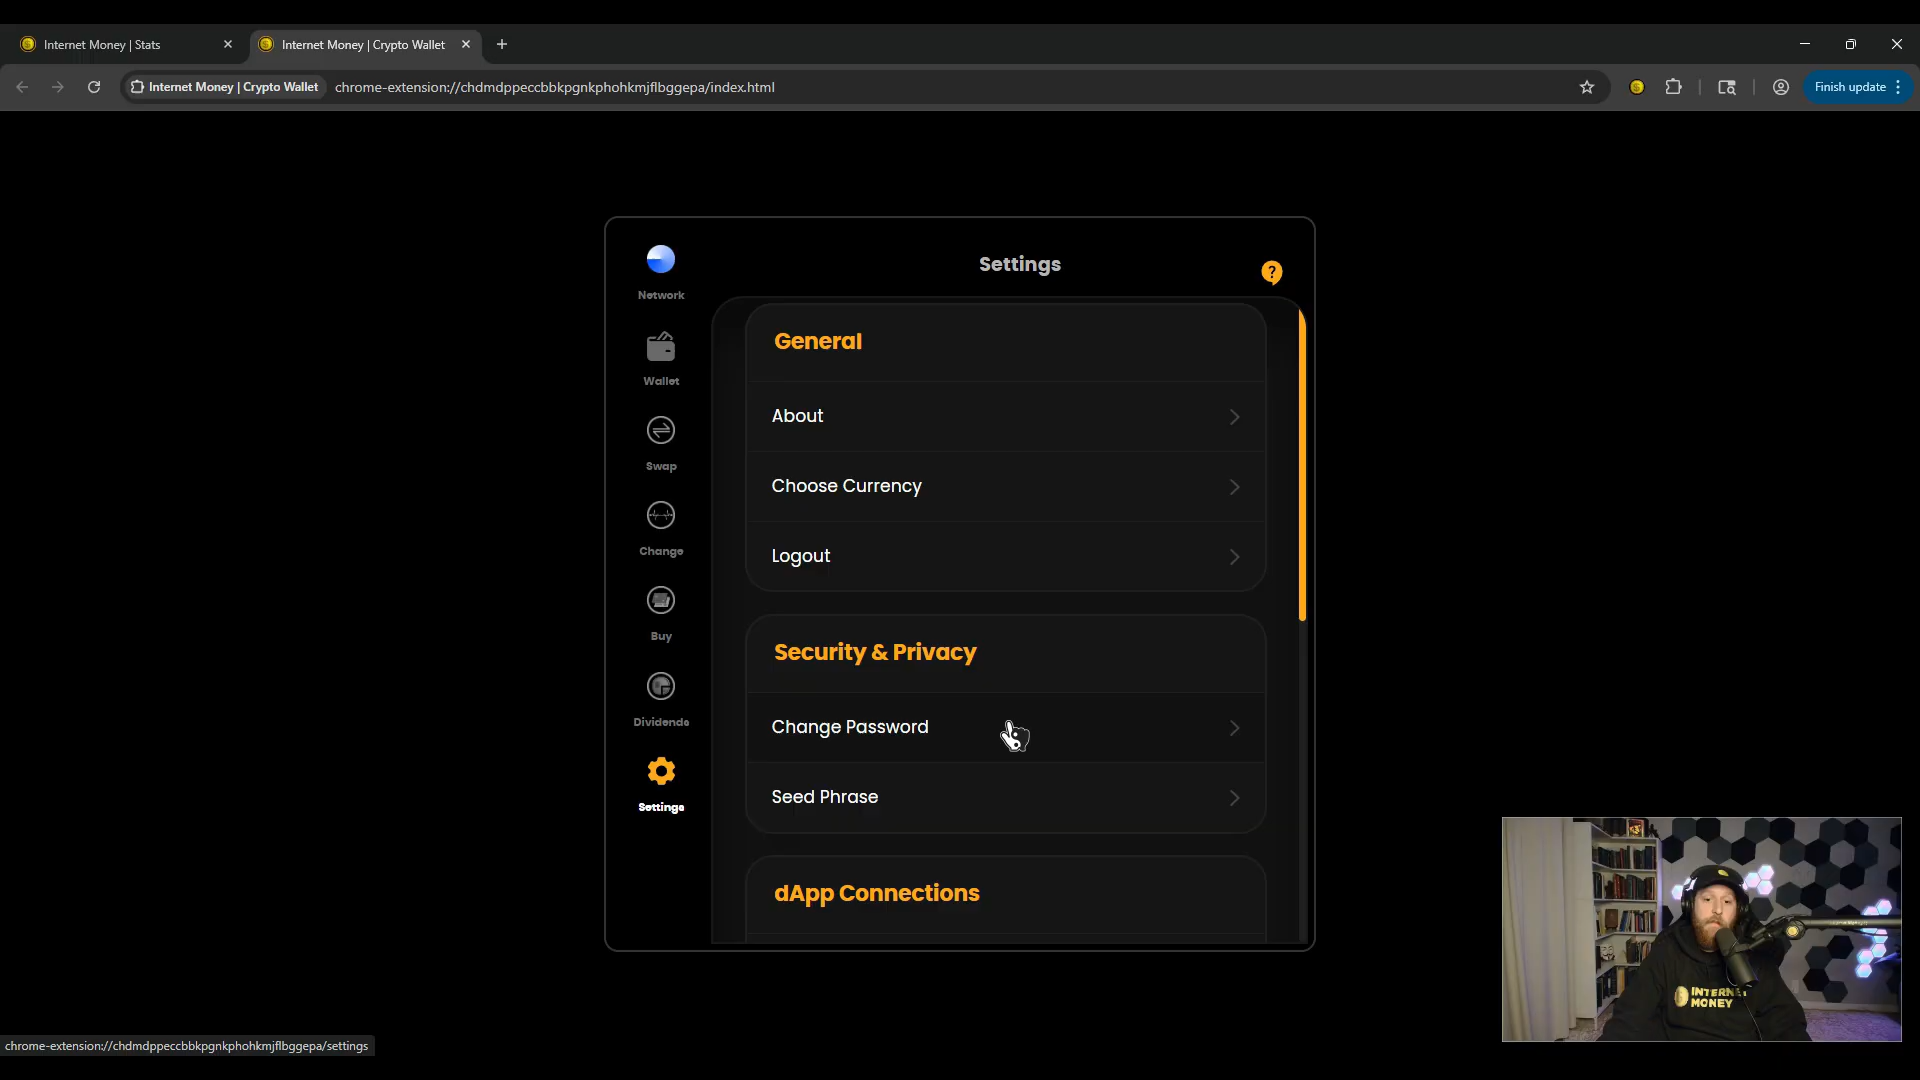 Internet Money | Stats
Internet Money | Crypto Wallet
Internet Money | Crypto Wallet
chrome-extension://chdmdppeccbbkpgnkphohkmjflbggepa/index.html
Finish update
Settings
?
Network
Wallet
Swap
Change
Buy
Dividends
Settings
General
About
Choose Currency
Logout
Security & Privacy
Change Password
Seed Phrase
dApp Connections
INTERNE
MONEY
chrome-extension://chdmdppeccbbkpgnkphohkmjflbggepa/settings